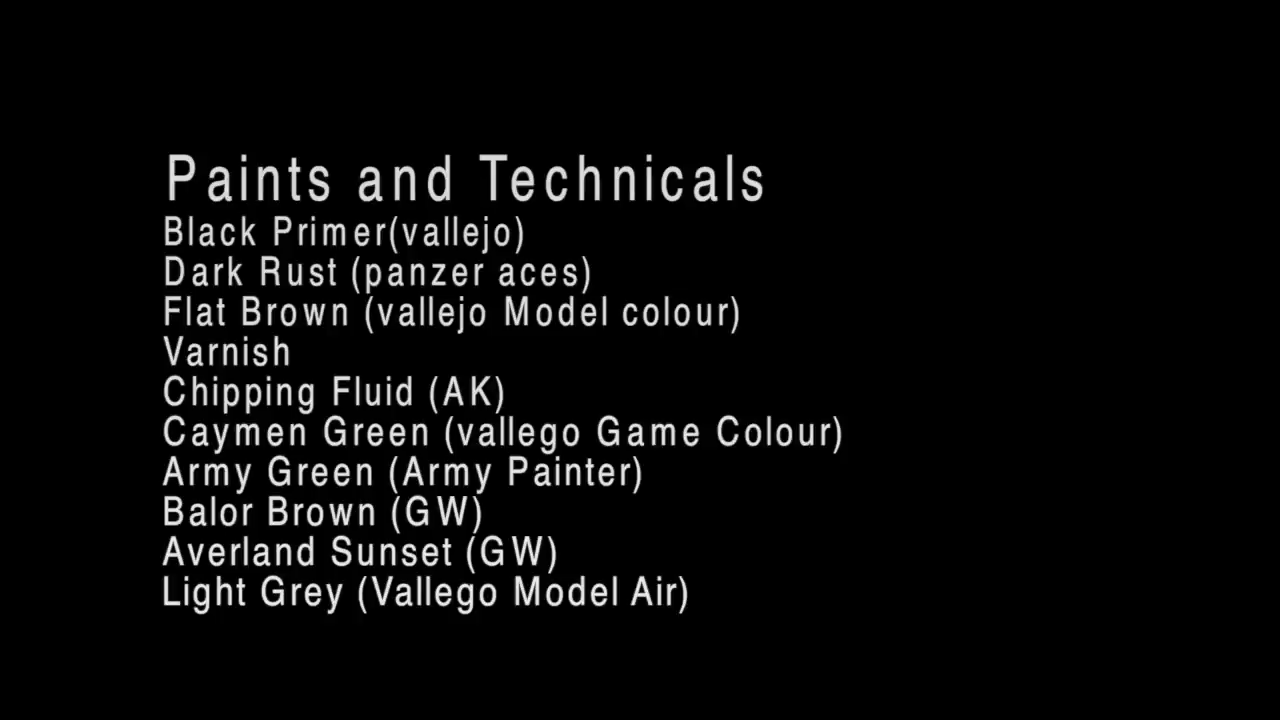 Paints and Technicals
Black Primer(vallejo)
Dark Rust (panzer aces)
Flat Brown (vallejo Model colour)
Varnish
Chipping Fluid (AK)
Caymen Green (vallego Game Colour)
Army Green (Army Painter)
Balor Brown (GW)
Averland Sunset (GW)
Light Grey (Vallego Model Air)